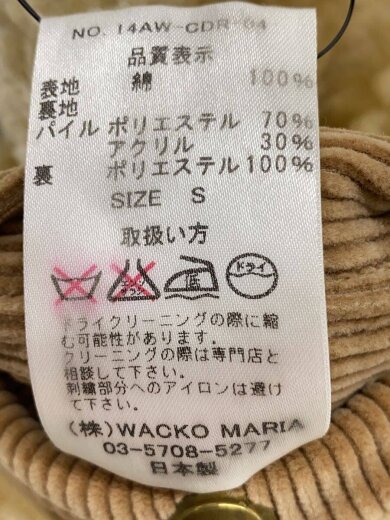 NO. 14AW-CDR-04
品質表示
表地 綿 100%
裏地
パイル ポリエステル 70%
アクリル 30%
裏 ポリエステル 100%
SIZE S
取扱い方
低 ドライ
ドライクリーニングの際に縮
む可能性があります。
クリーニングの際は専門店と
相談して下さい。
刺繍部分へのアイロンは避け
て下さい。
(株)WACKO MARIA
03-5708-5277
日本製